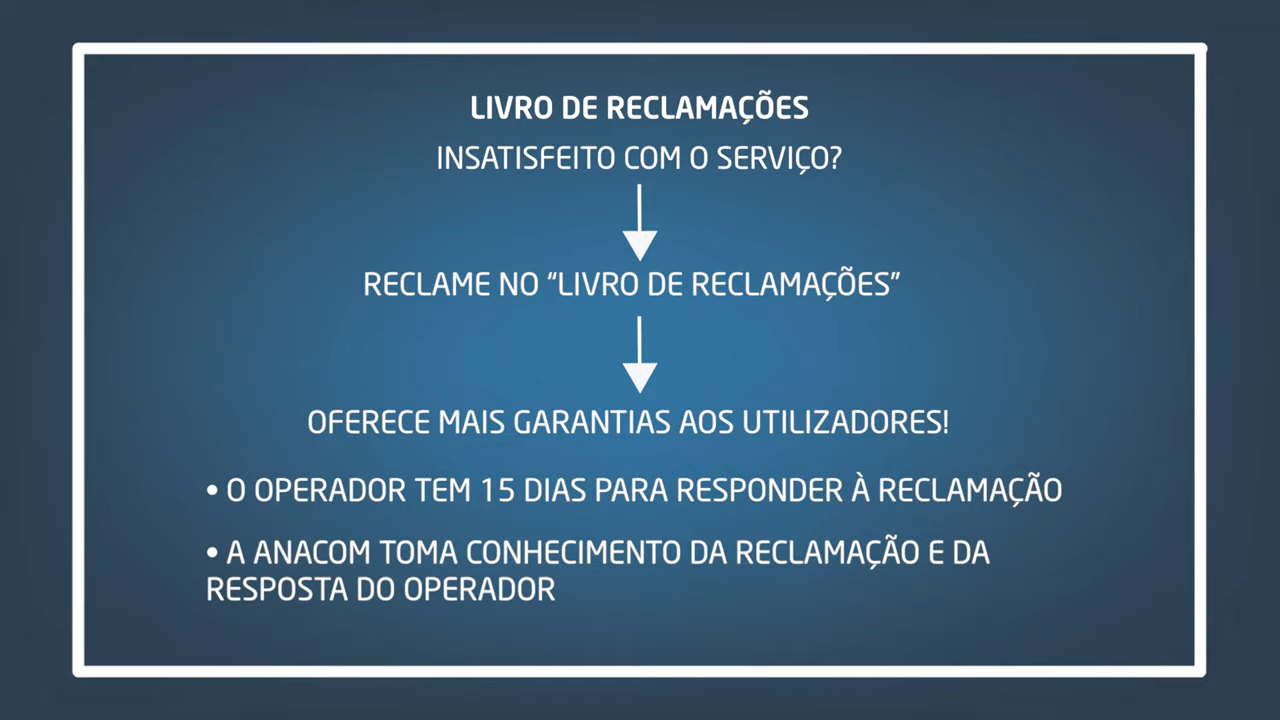 LIVRO DE RECLAMAÇÕES
INSATISFEITO COM O SERVIÇO?
RECLAME NO “LIVRO DE RECLAMAÇÕES”
OFERECE MAIS GARANTIAS AOS UTILIZADORES!
• O OPERADOR TEM 15 DIAS PARA RESPONDER À RECLAMAÇÃO
• A ANACOM TOMA CONHECIMENTO DA RECLAMAÇÃO E DA
RESPOSTA DO OPERADOR